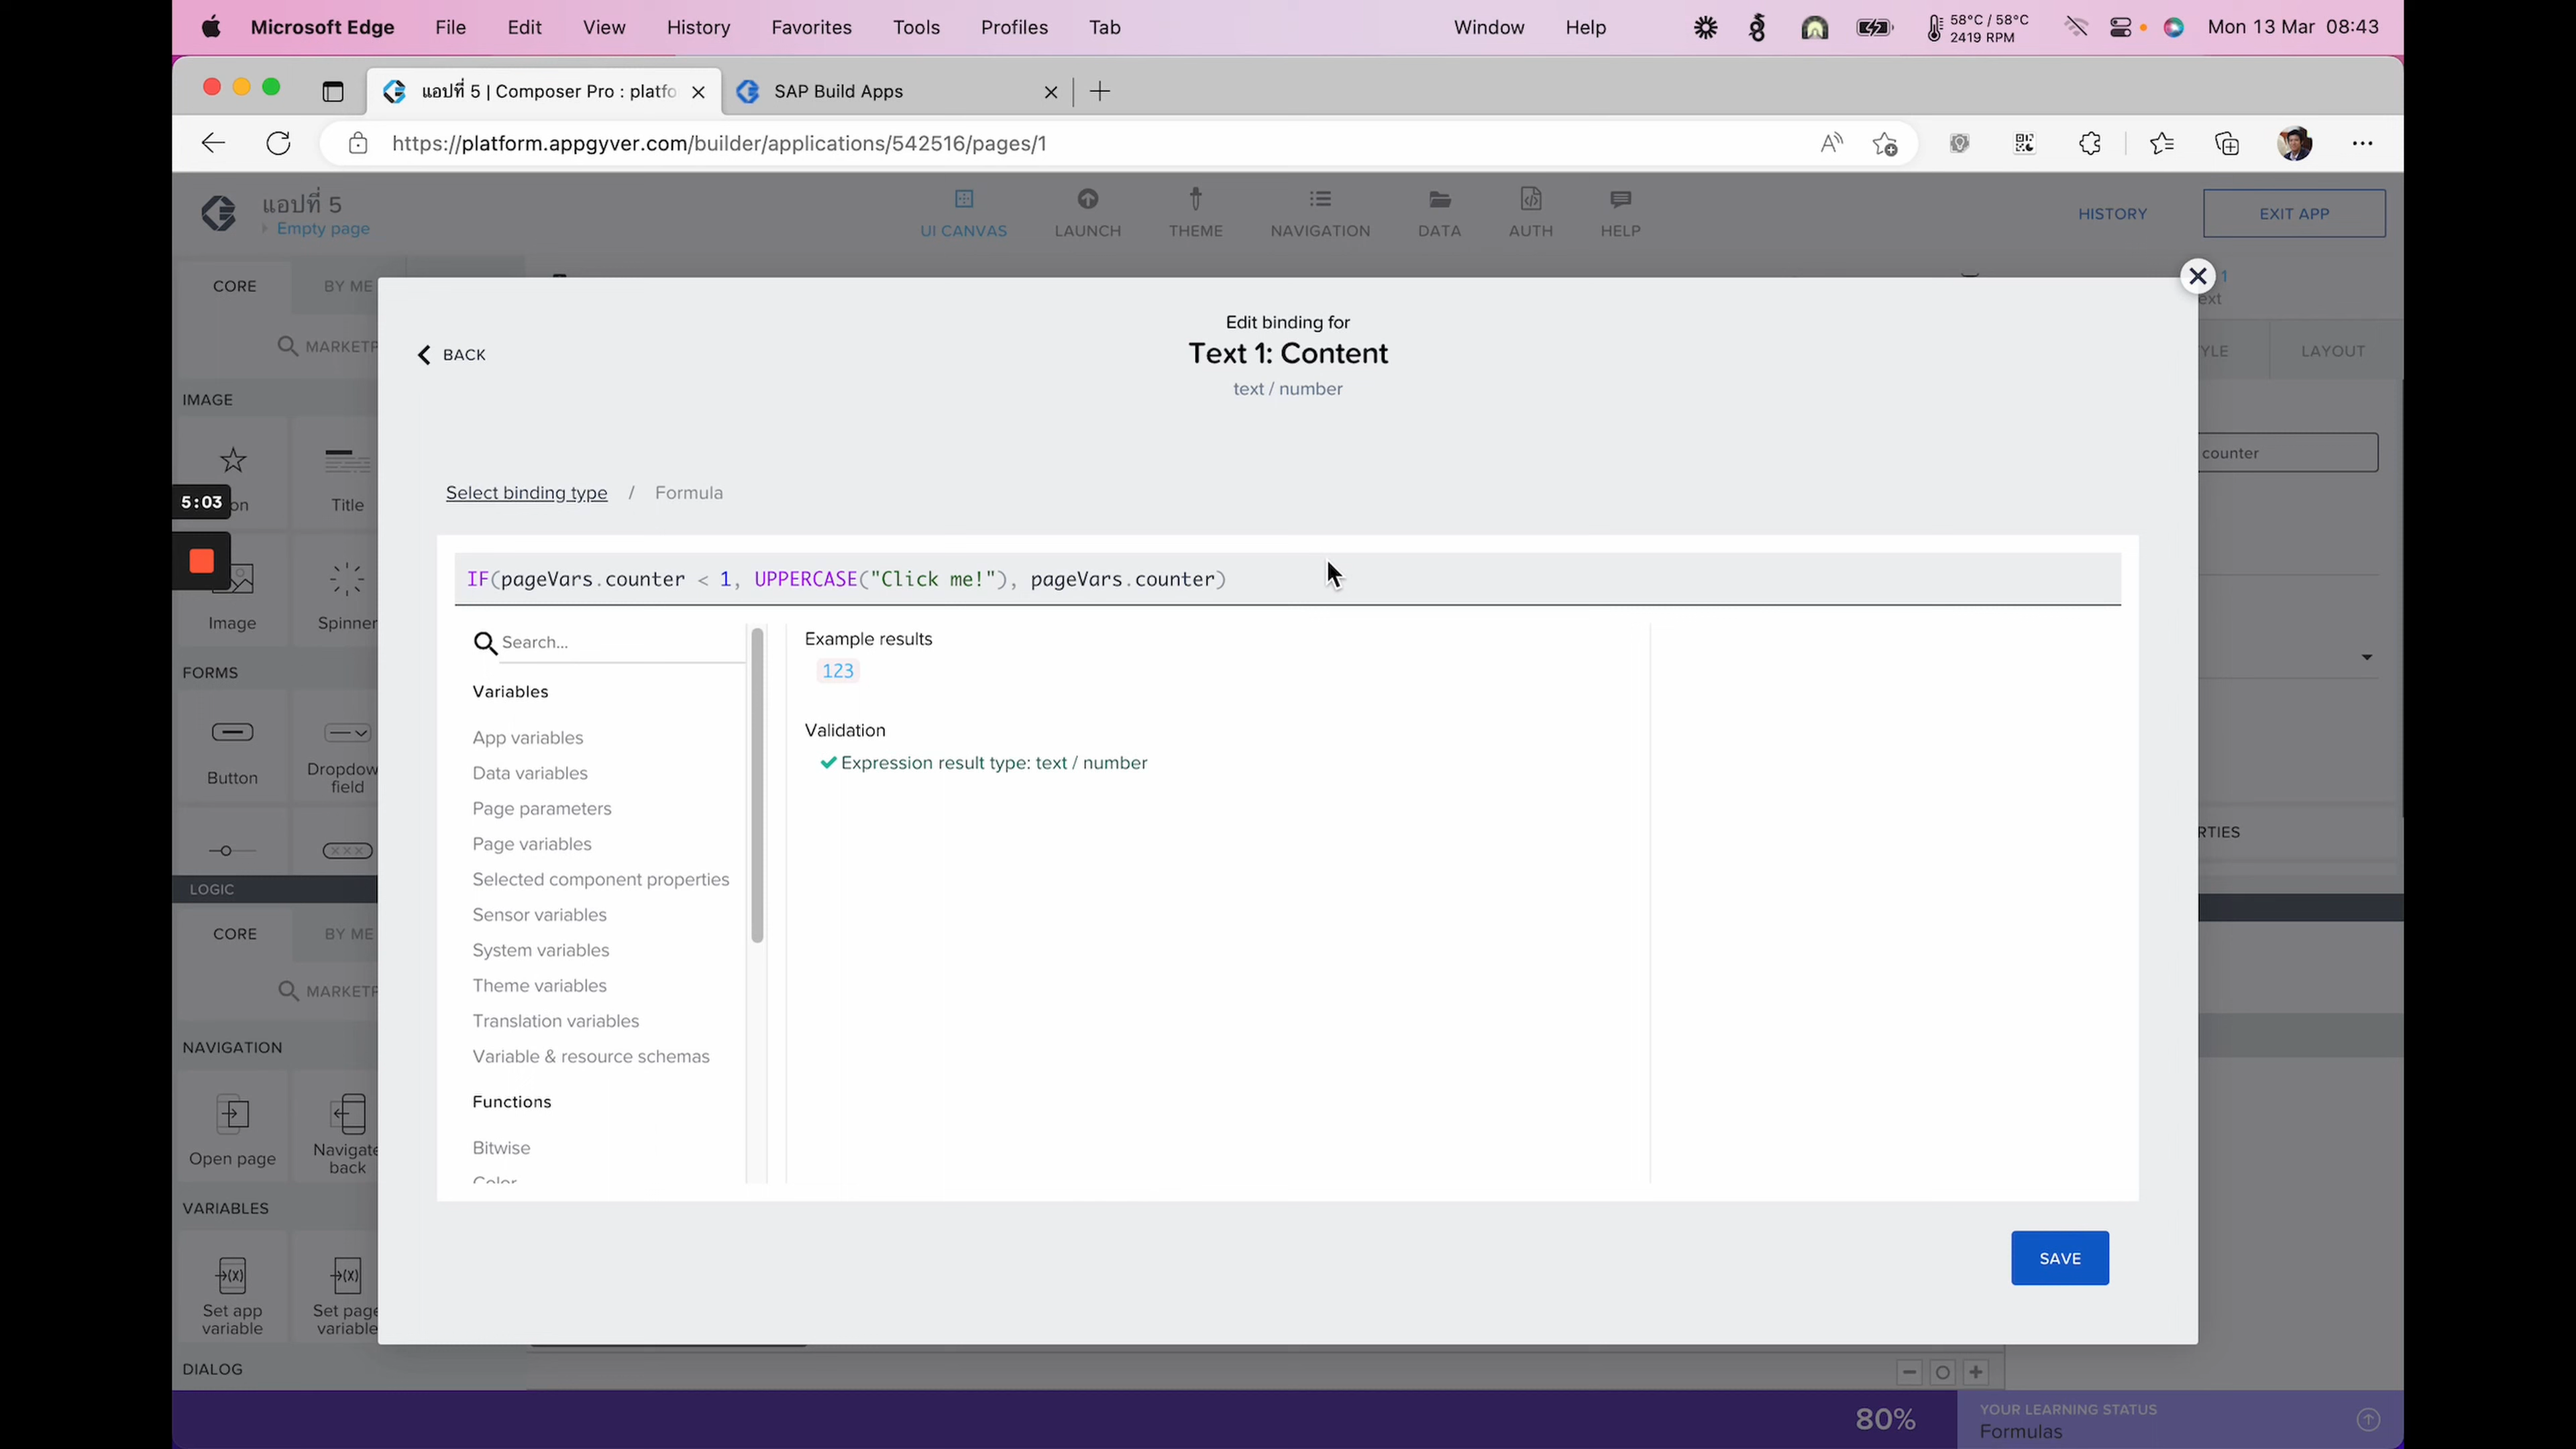 Microsoft Edge File Edit View History Favorites Tools Profiles Tab Window Help 58°C / 58°C 2419 RPM Mon 13 Mar 08:43
แอปที่ 5 | Composer Pro : platfo
SAP Build Apps
https://platform.appgyver.com/builder/applications/542516/pages/1
แอปที่ 5
Empty page
UI CANVAS
LAUNCH
THEME
NAVIGATION
DATA
AUTH
HELP
HISTORY
EXIT APP
CORE
BY ME
MARKETP
IMAGE
Title
5:03
Image
Spinner
FORMS
Button
Dropdow
field
LOGIC
CORE
BY ME
MARKETP
NAVIGATION
Open page
Navigate
back
VARIABLES
Set app
variable
Set page
variable
DIALOG
BACK
Edit binding for
Text 1: Content
text / number
Select binding type / Formula
IF(pageVars.counter < 1, UPPERCASE("Click me!"), pageVars.counter)
Search...
Variables
App variables
Data variables
Page parameters
Page variables
Selected component properties
Sensor variables
System variables
Theme variables
Translation variables
Variable & resource schemas
Functions
Bitwise
Color
Example results
123
Validation
Expression result type: text / number
SAVE
1
ext
YLE
LAYOUT
counter
RTIES
80%
YOUR LEARNING STATUS
Formulas